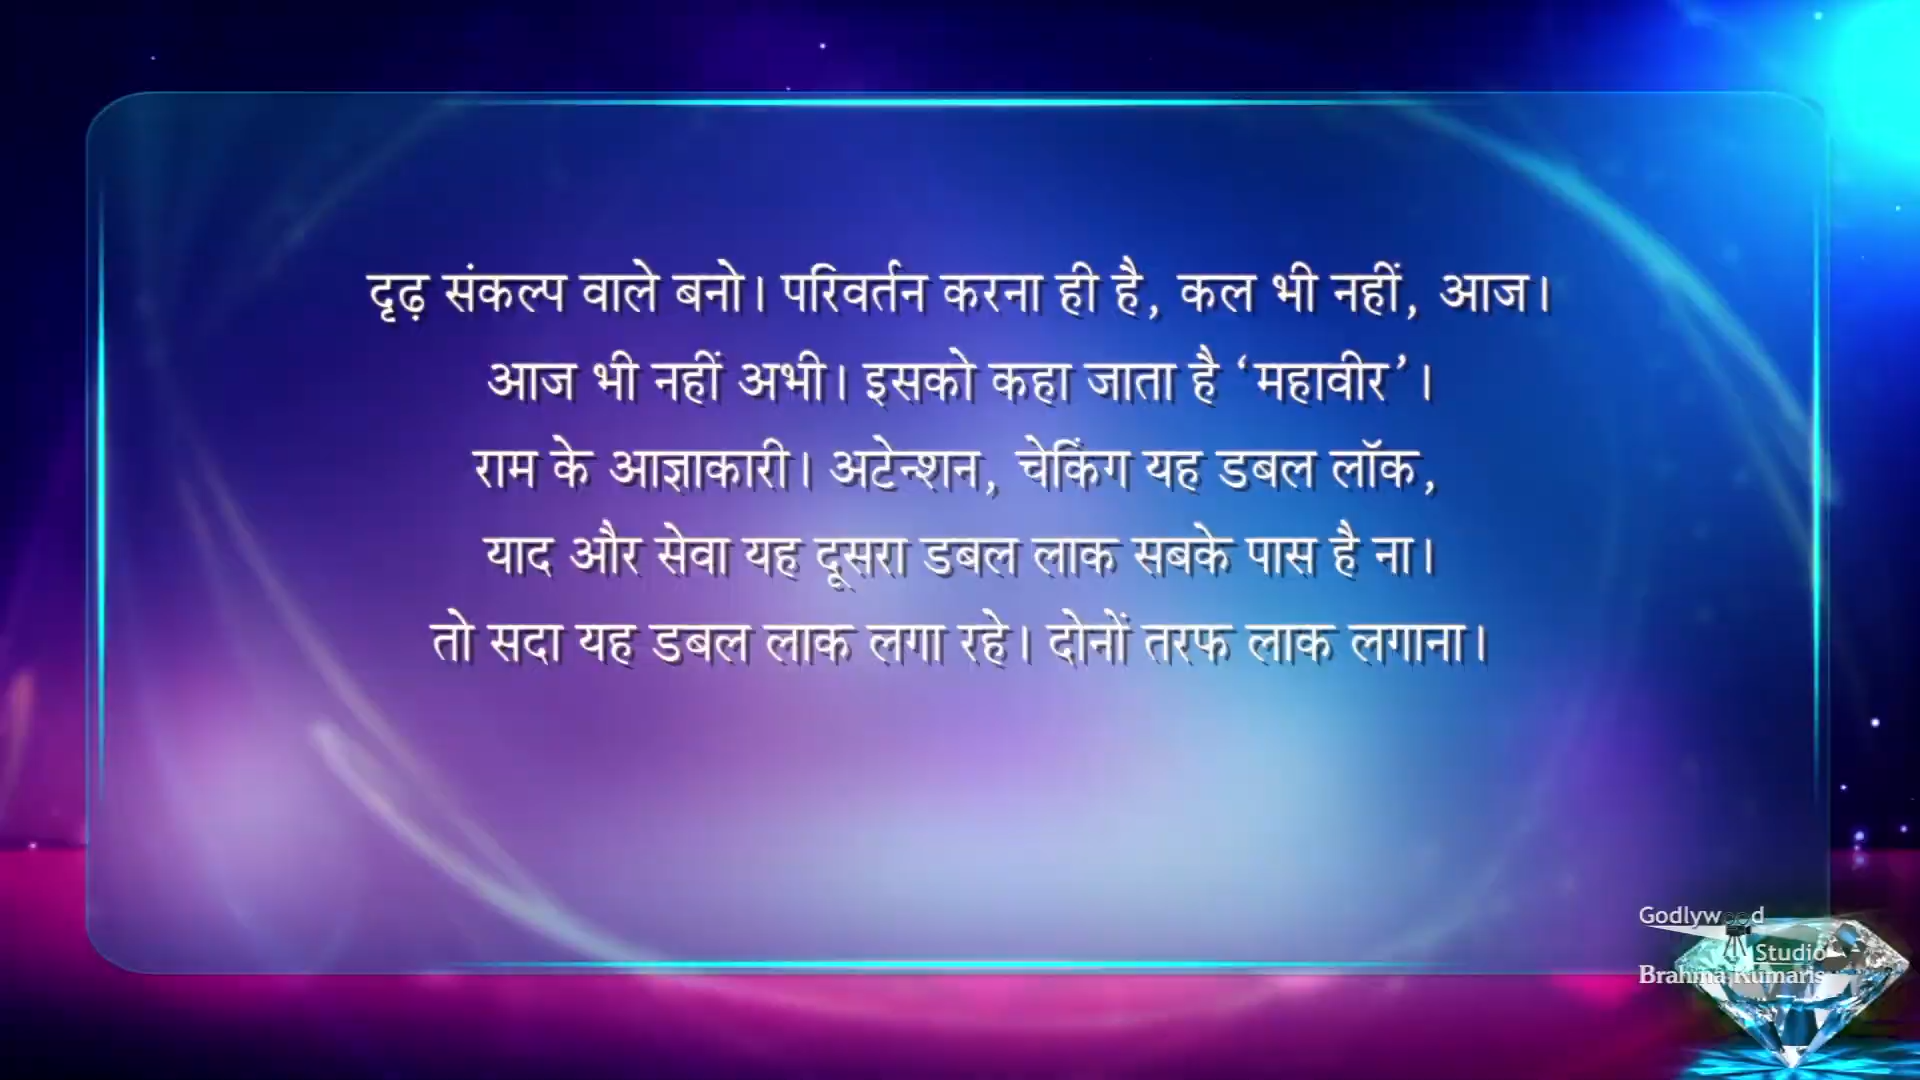 दृढ़ संकल्प वाले बनो। परिवर्तन करना ही है, कल भी नहीं, आज।
आज भी नहीं अभी। इसको कहा जाता है ‘महावीर’।
राम के आज्ञाकारी। अटेन्शन, चेकिंग यह डबल लॉक,
याद और सेवा यह दूसरा डबल लाक सबके पास है ना।
तो सदा यह डबल लाक लगा रहे। दोनों तरफ लाक लगाना।
Godlywood
Studio
Brahma Kumaris